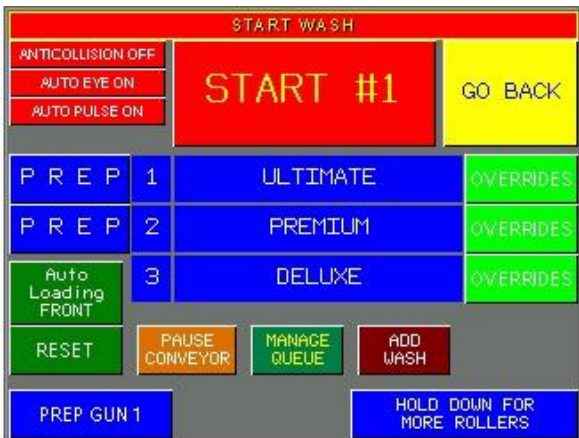 START WASH
ANTICOLLISION OFF
AUTO EYE ON
AUTO PULSE ON
START #1
GO BACK
PREP 1 ULTIMATE OVERRIDES
PREP 2 PREMIUM OVERRIDES
3 DELUXE OVERRIDES
Auto
Loading
FRONT
RESET
PAUSE
CONVEYOR
MANAGE
QUEUE
ADD
WASH
PREP GUN 1
HOLD DOWN FOR
MORE ROLLERS